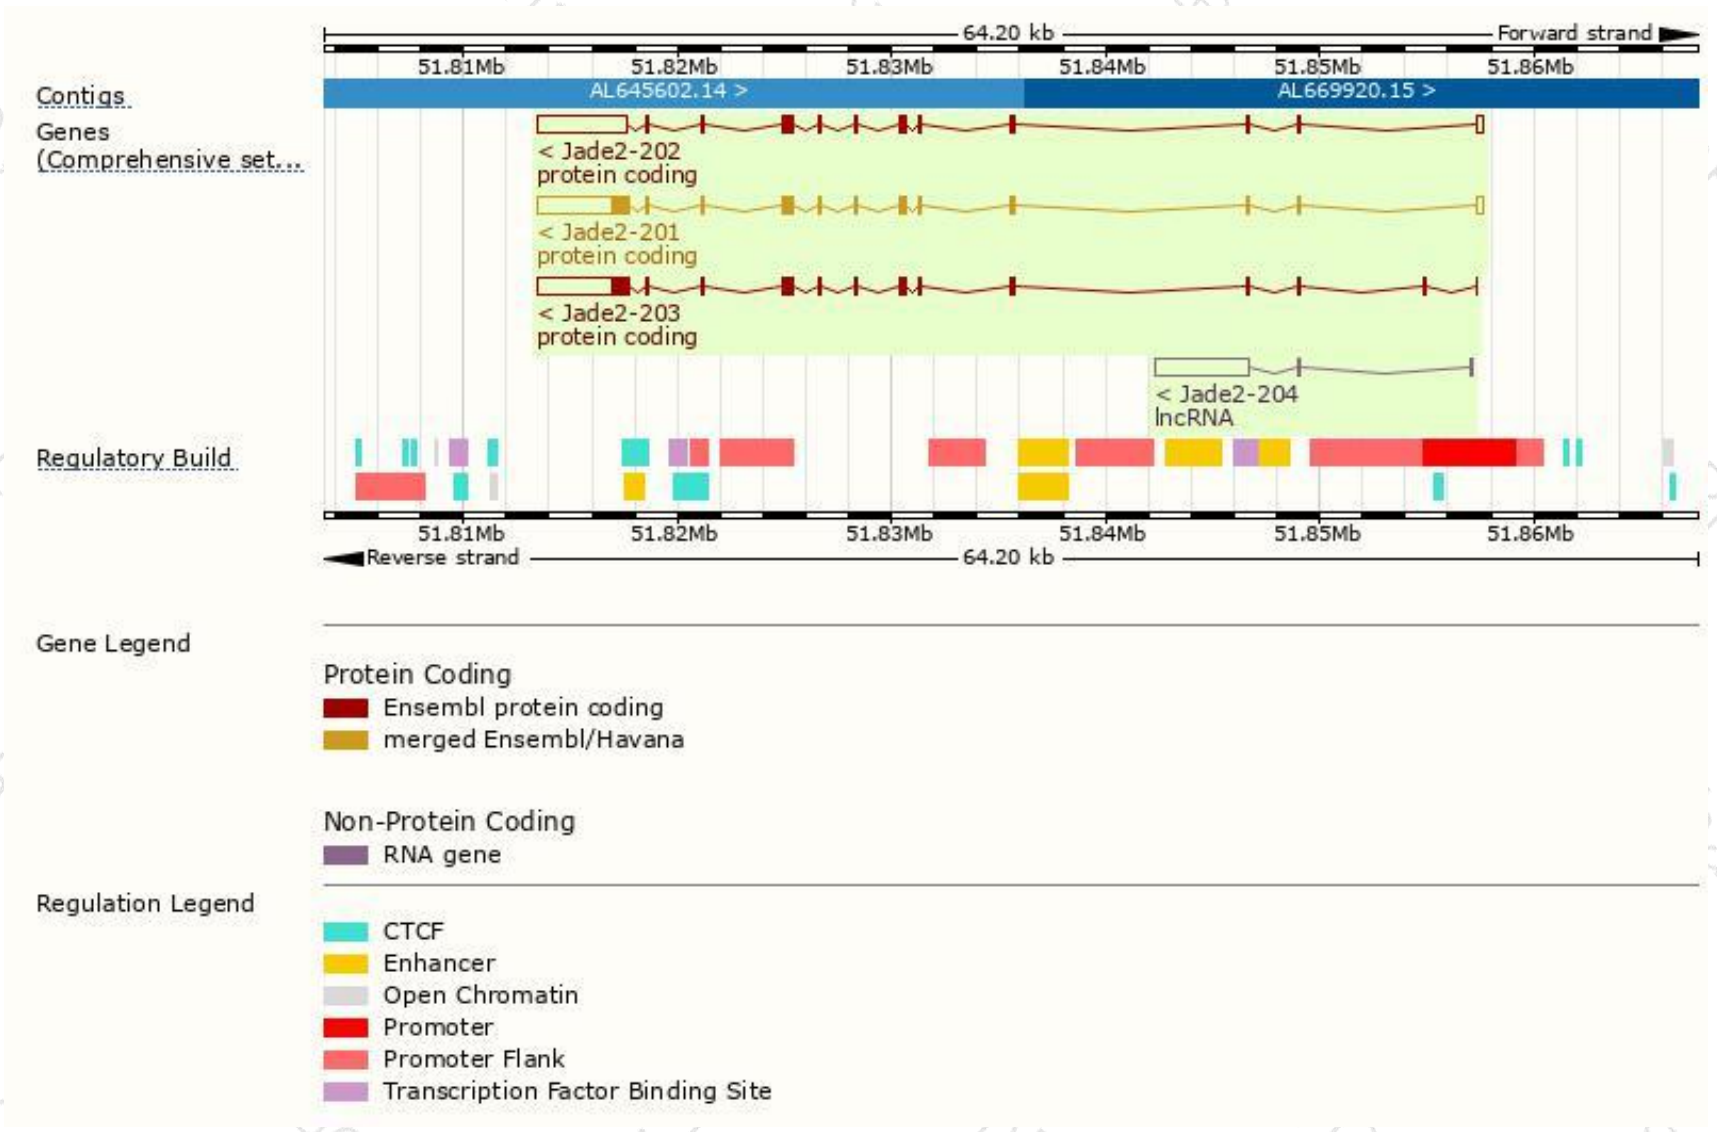 64.20 kb Forward strand
51.81Mb 51.82Mb 51.83Mb 51.84Mb 51.85Mb 51.86Mb
Contigs AL645602.14 > AL669920.15 >
Genes
(Comprehensive set...
< Jade2-202
protein coding
< Jade2-201
protein coding
< Jade2-203
protein coding
< Jade2-204
lncRNA
Regulatory Build
51.81Mb 51.82Mb 51.83Mb 51.84Mb 51.85Mb 51.86Mb
Reverse strand 64.20 kb
Gene Legend
Protein Coding
Ensembl protein coding
merged Ensembl/Havana
Non-Protein Coding
RNA gene
Regulation Legend
CTCF
Enhancer
Open Chromatin
Promoter
Promoter Flank
Transcription Factor Binding Site